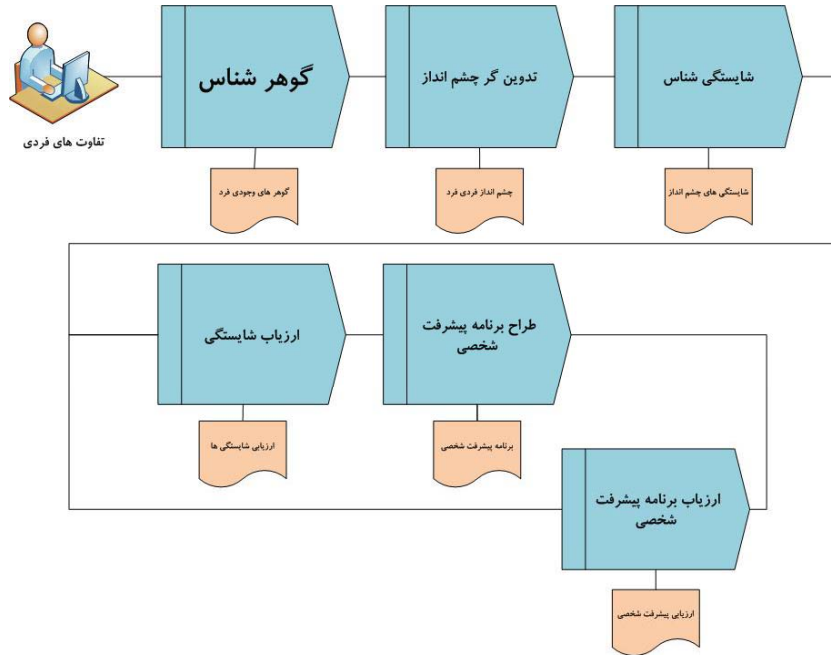 گوهر شناس
تدوین گر چشم انداز
شایستگی شناس
تفاوت های فردی
گوهر های وجودی فرد
چشم انداز فردی فرد
شایستگی های چشم انداز
ارزیاب شایستگی
طراح برنامه پیشرفت
شخصی
ارزیابی شایستگی ها
برنامه پیشرفت شخصی
ارزیاب برنامه پیشرفت
شخصی
ارزیابی پیشرفت شخصی